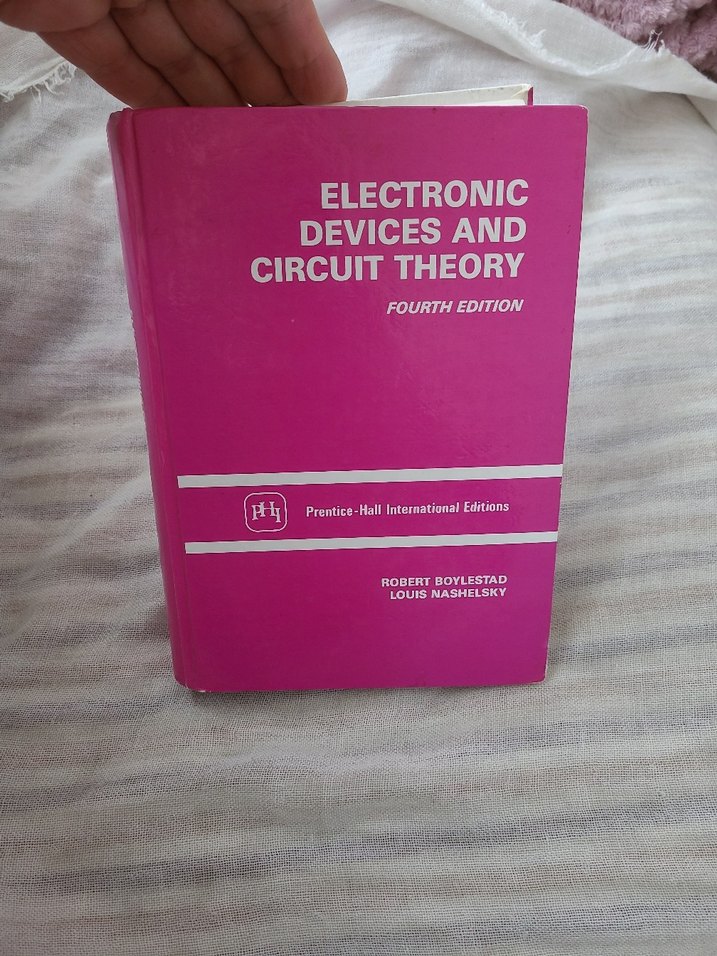 ELECTRONIC
DEVICES AND
CIRCUIT THEORY
FOURTH EDITION
PHI
Prentice-Hall International Editions
ROBERT BOYLESTAD
LOUIS NASHELSKY